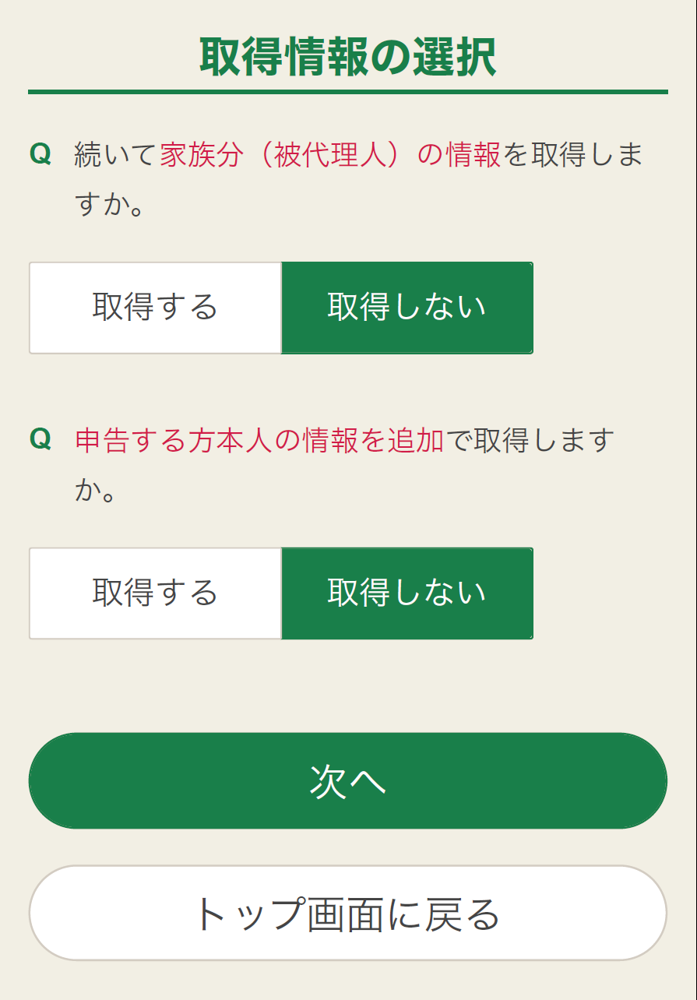 取得情報の選択
Q 続いて家族分（被代理人）の情報を取得しま
すか。
取得する 取得しない
Q 申告する方本人の情報を追加で取得します
か。
取得する 取得しない
次へ
トップ画面に戻る